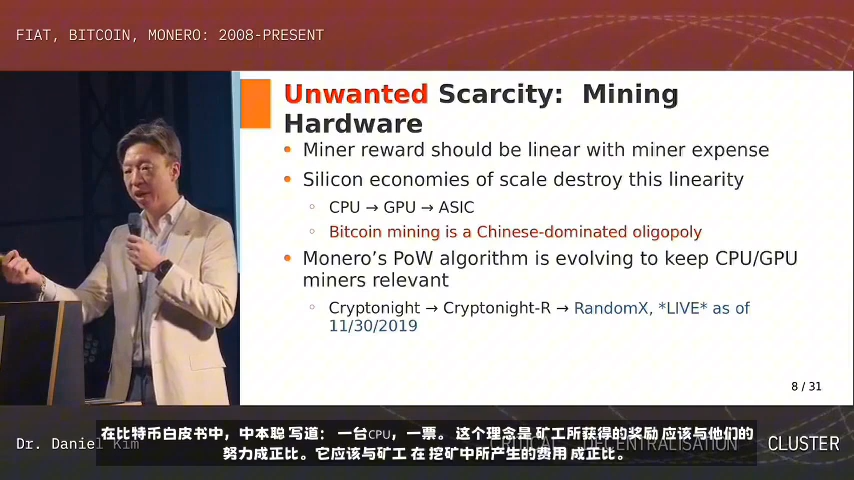 FIAT, BITCOIN, MONERO: 2008-PRESENT
Unwanted Scarcity: Mining
Hardware
• Miner reward should be linear with miner expense
• Silicon economies of scale destroy this linearity
◦ CPU → GPU → ASIC
◦ Bitcoin mining is a Chinese-dominated oligopoly
• Monero’s PoW algorithm is evolving to keep CPU/GPU
miners relevant
◦ Cryptonight → Cryptonight-R → RandomX, *LIVE* as of
11/30/2019
8 / 31
Dr. Daniel Kim
CRITICAL DECENTRALISATION CLUSTER
在比特币白皮书中，中本聪 写道： 一台CPU，一票。这个理念是 矿工所获得的奖励 应该与他们的
努力成正比。它应该与矿工 在 挖矿中所产生的费用 成正比。